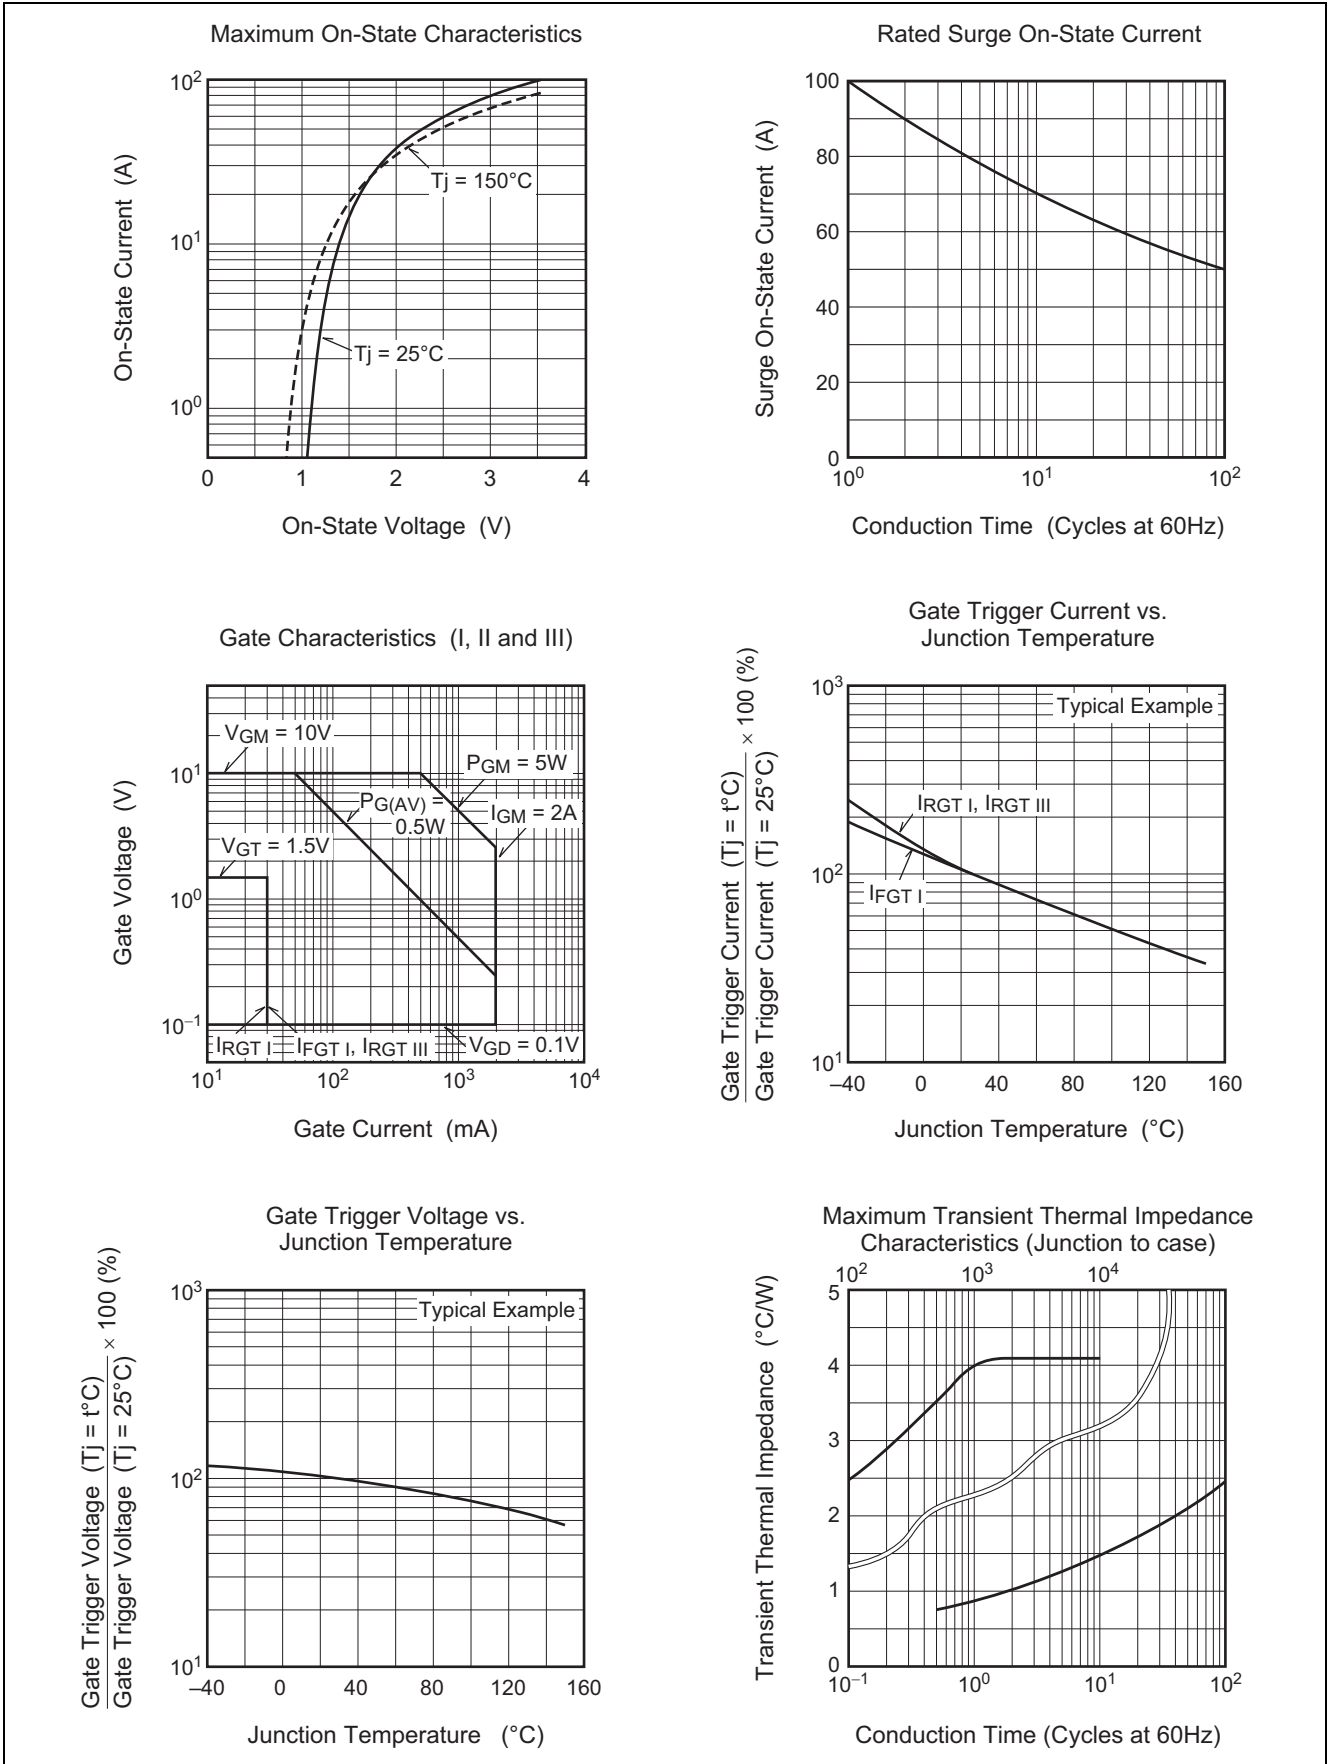 Maximum On-State Characteristics
10²
10¹
10⁰
On-State Current (A)
Tj = 150°C
Tj = 25°C
0 1 2 3 4
On-State Voltage (V)
Rated Surge On-State Current
100
80
60
40
20
0
Surge On-State Current (A)
10⁰ 10¹ 10²
Conduction Time (Cycles at 60Hz)
Gate Characteristics (I, II and III)
Gate Voltage (V)
10¹
10⁰
10⁻¹
VGM = 10V
PGM = 5W
PG(AV) =
0.5W
IGM = 2A
VGT = 1.5V
IRGT I
IFGT I, IRGT III
VGD = 0.1V
10¹ 10² 10³ 10⁴
Gate Current (mA)
Gate Trigger Current vs.
Junction Temperature
Gate Trigger Current (Tj = t°C)
Gate Trigger Current (Tj = 25°C)
× 100 (%)
10³
10²
10¹
Typical Example
IRGT I, IRGT III
IFGT I
–40 0 40 80 120 160
Junction Temperature (°C)
Gate Trigger Voltage vs.
Junction Temperature
Gate Trigger Voltage (Tj = t°C)
Gate Trigger Voltage (Tj = 25°C)
× 100 (%)
10³
10²
10¹
Typical Example
–40 0 40 80 120 160
Junction Temperature (°C)
Maximum Transient Thermal Impedance
Characteristics (Junction to case)
10² 10³ 10⁴
5
4
3
2
1
0
Transient Thermal Impedance (°C/W)
10⁻¹ 10⁰ 10¹ 10²
Conduction Time (Cycles at 60Hz)